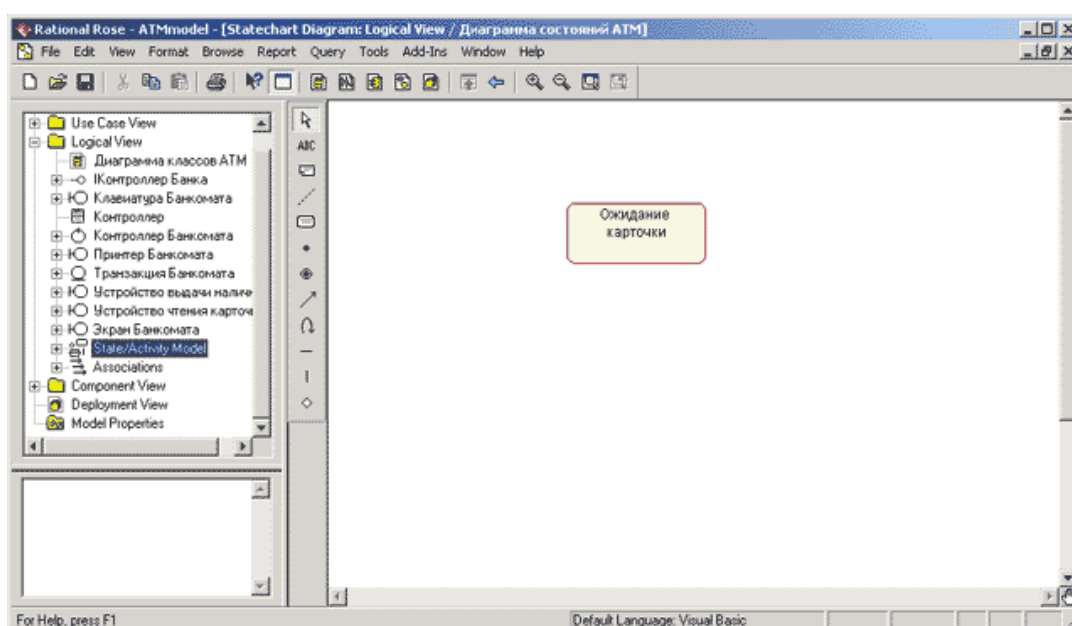 Rational Rose - ATMmodel - [Statechart Diagram: Logical View / Диаграмма состояний ATM]
File Edit View Format Browse Report Query Tools Add-Ins Window Help
ABC
Use Case View
Logical View
Диаграмма классов ATM
IКонтроллер Банка
Клавиатура Банкомата
Контроллер
Контроллер Банкомата
Принтер Банкомата
Транзакция Банкомата
Устройство выдачи налич
Устройство чтения карточ
Экран Банкомата
State/Activity Model
Associations
Component View
Deployment View
Model Properties
Ожидание
карточки
For Help, press F1
Default Language: Visual Basic